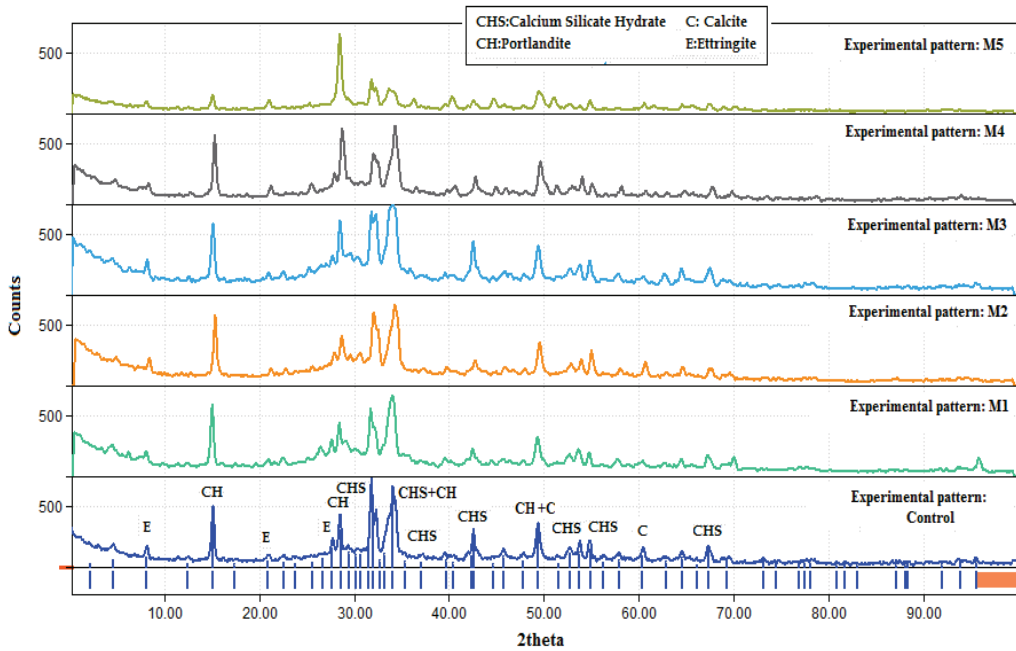 CHS:Calcium Silicate Hydrate C: Calcite
CH:Portlandite E:Ettringite
500
Experimental pattern: M5
500
Experimental pattern: M4
500
Experimental pattern: M3
500
Experimental pattern: M2
500
Experimental pattern: M1
500
Experimental pattern:
Control
E
CH
E
E
CH
CHS
CHS+CH
CHS
CHS
CH+C
CHS
CHS
C
CHS
Counts
10.00 20.00 30.00 40.00 50.00 60.00 70.00 80.00 90.00
2theta